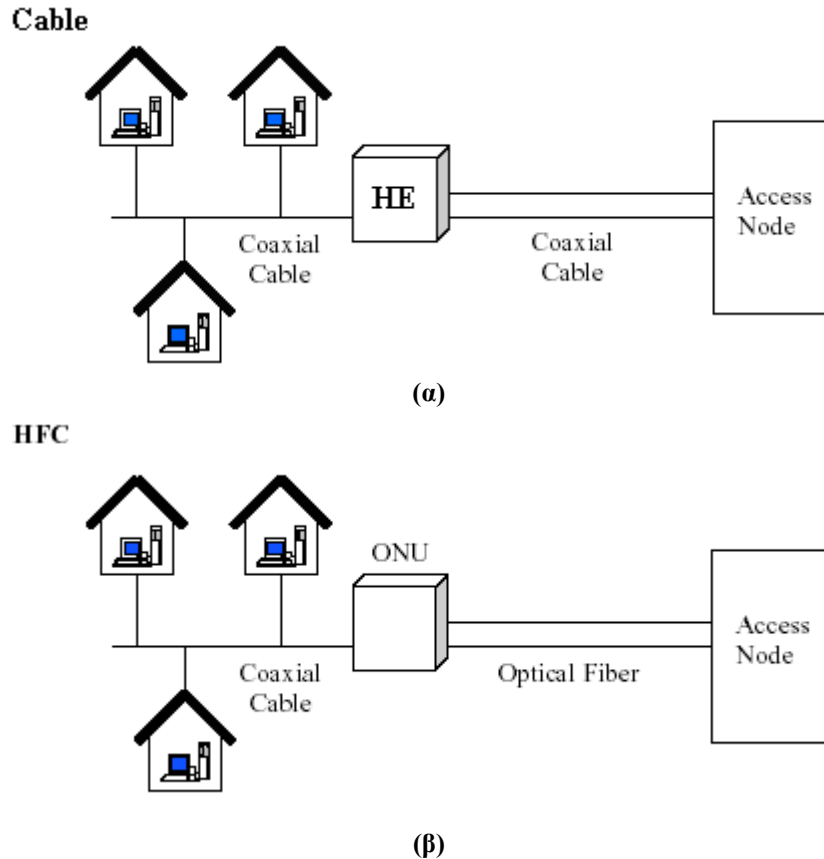 Cable
HE
Access
Node
Coaxial
Cable
Coaxial
Cable
(α)
HFC
ONU
Access
Node
Coaxial
Cable
Optical Fiber
(β)